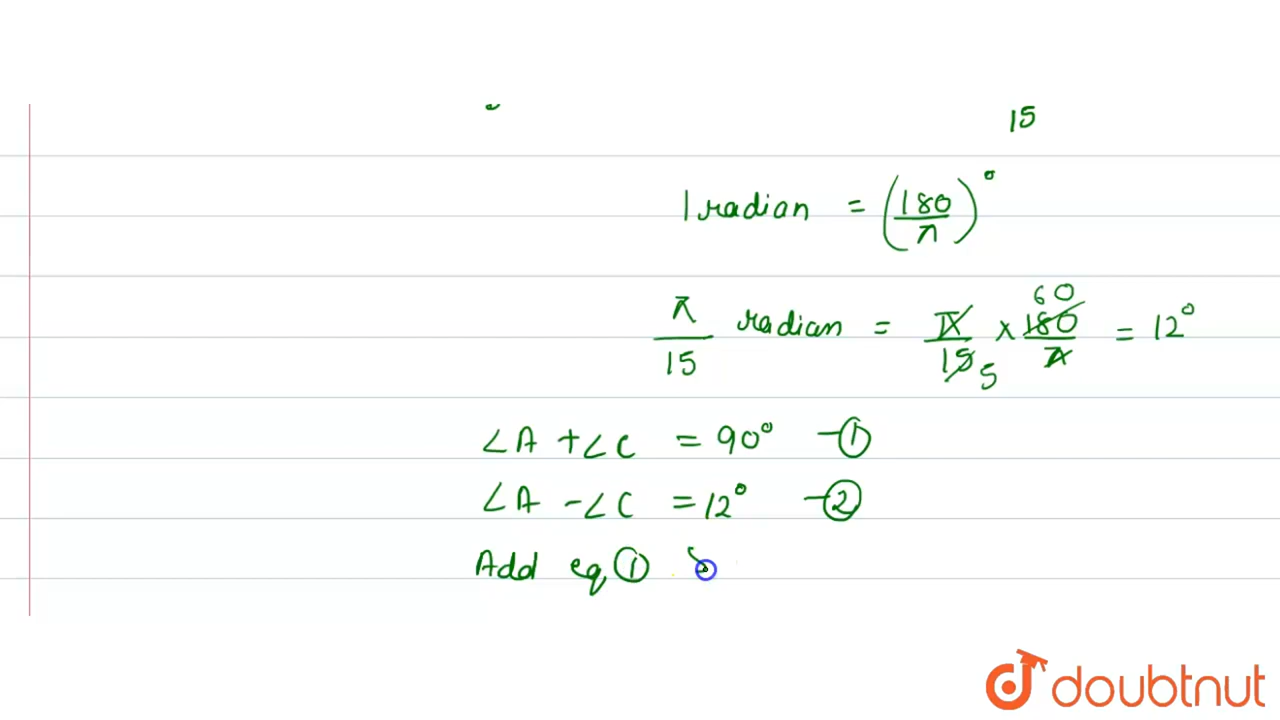 15
1 radian = (180/π)°
π/15 radian = π/15 5 × 60 180/π = 12°
∠A + ∠C = 90° -①
∠A - ∠C = 12° -②
Add eq ①
doubtnut